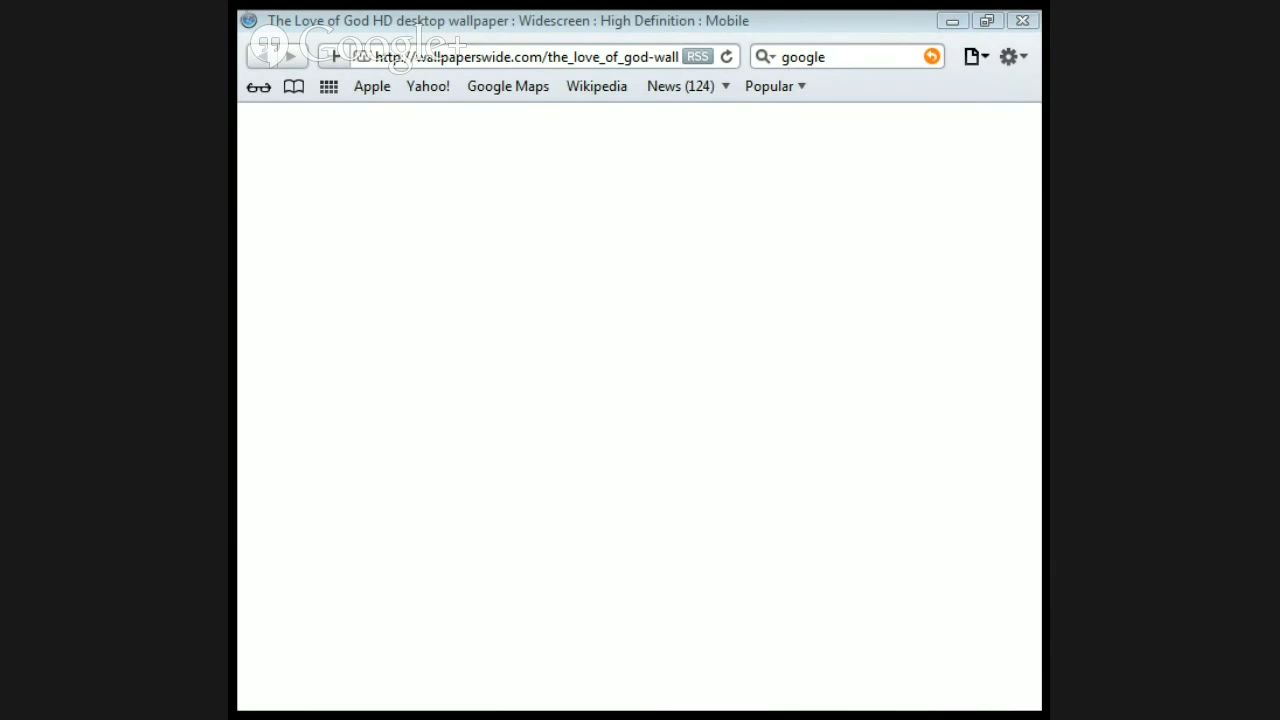 The Love of God HD desktop wallpaper : Widescreen : High Definition : Mobile
Google+
http://wallpaperswide.com/the_love_of_god-wall RSS google
Apple Yahoo! Google Maps Wikipedia News (124) Popular